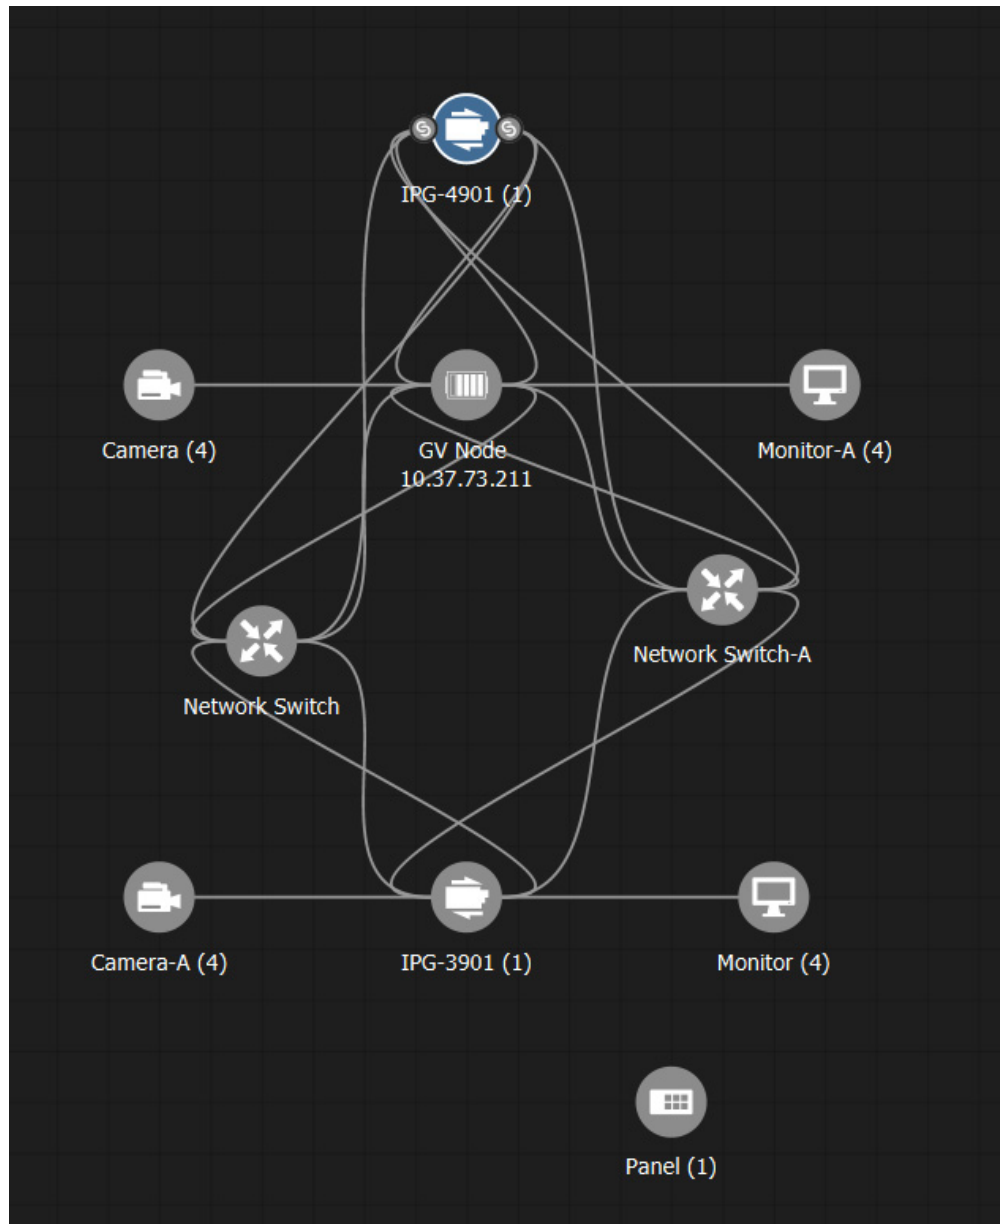 IPG-4901 (1)
Camera (4)
GV Node
10.37.73.211
Monitor-A (4)
Network Switch-A
Network Switch
Camera-A (4)
IPG-3901 (1)
Monitor (4)
Panel (1)